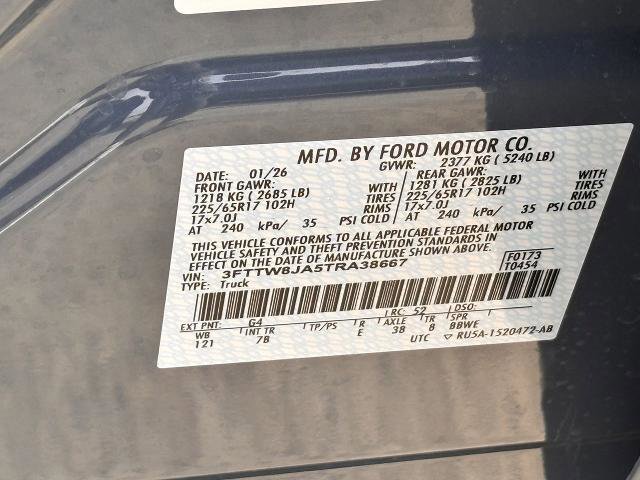 MFD. BY FORD MOTOR CO.
DATE: 01/26 GVWR: 2377 KG ( 5240 LB)
FRONT GAWR: REAR GAWR:
1218 KG ( 2685 LB) WITH 1281 KG ( 2825 LB) WITH
225/65R17 102H TIRES 225/65R17 102H TIRES
17x7.0J RIMS 17x7.0J RIMS
AT 240 kPa/ 35 PSI COLD AT 240 kPa/ 35 PSI COLD
THIS VEHICLE CONFORMS TO ALL APPLICABLE FEDERAL MOTOR
VEHICLE SAFETY AND THEFT PREVENTION STANDARDS IN
EFFECT ON THE DATE OF MANUFACTURE SHOWN ABOVE.
VIN: 3FTTW8JA5TRA38667 F0173
TYPE: Truck T0454
EXT PNT: G4 RC: 52 DSO:
WB INT TR TP/PS R AXLE TR SPR
121 7B E 38 8 BBWE
UTC ▽ RU5A-1520472-AB